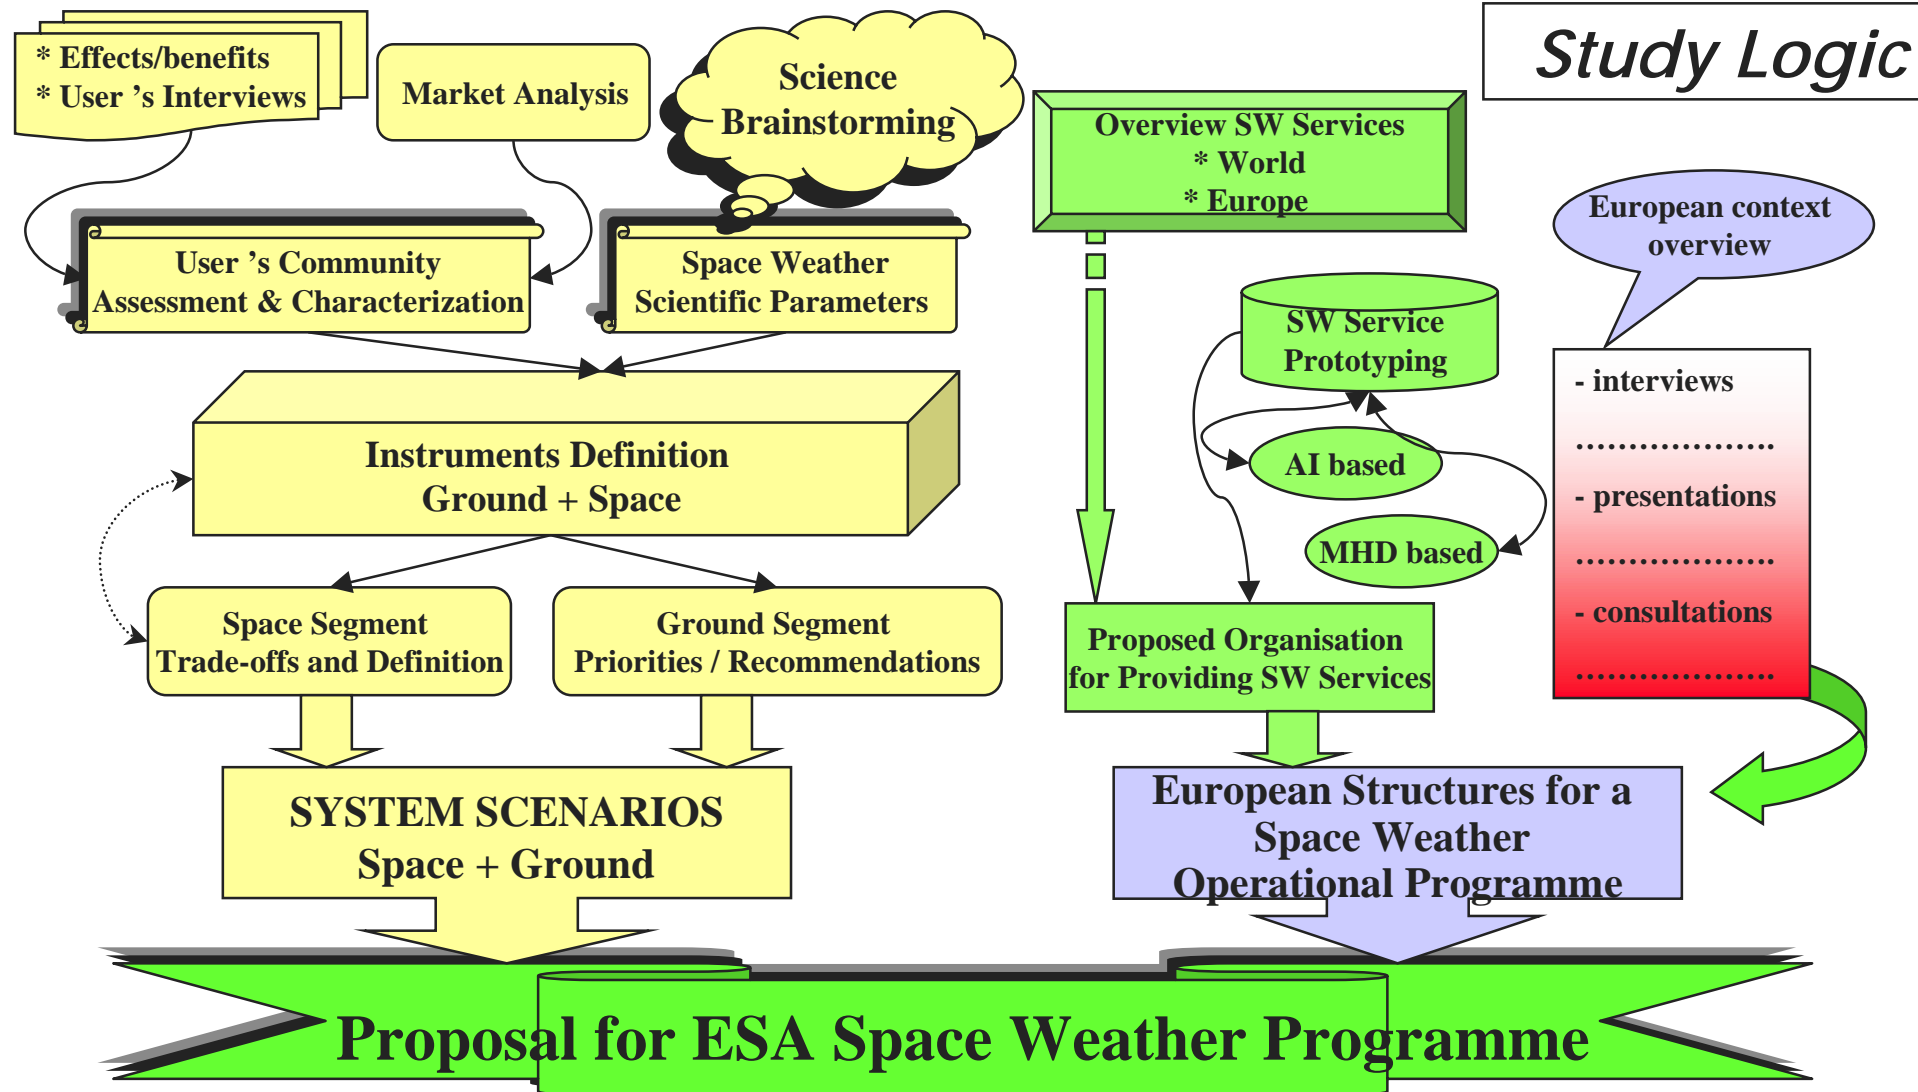 Study Logic
* Effects/benefits
* User ’s Interviews
Market Analysis
Science
Brainstorming
Overview SW Services
* World
* Europe
European context
overview
User ’s Community
Assessment & Characterization
Space Weather
Scientific Parameters
SW Service
Prototyping
- interviews
………………….
- presentations
………………….
- consultations
………………….
AI based
MHD based
Instruments Definition
Ground + Space
Space Segment
Trade-offs and Definition
Ground Segment
Priorities / Recommendations
Proposed Organisation
for Providing SW Services
SYSTEM SCENARIOS
Space + Ground
European Structures for a
Space Weather
Operational Programme
Proposal for ESA Space Weather Programme